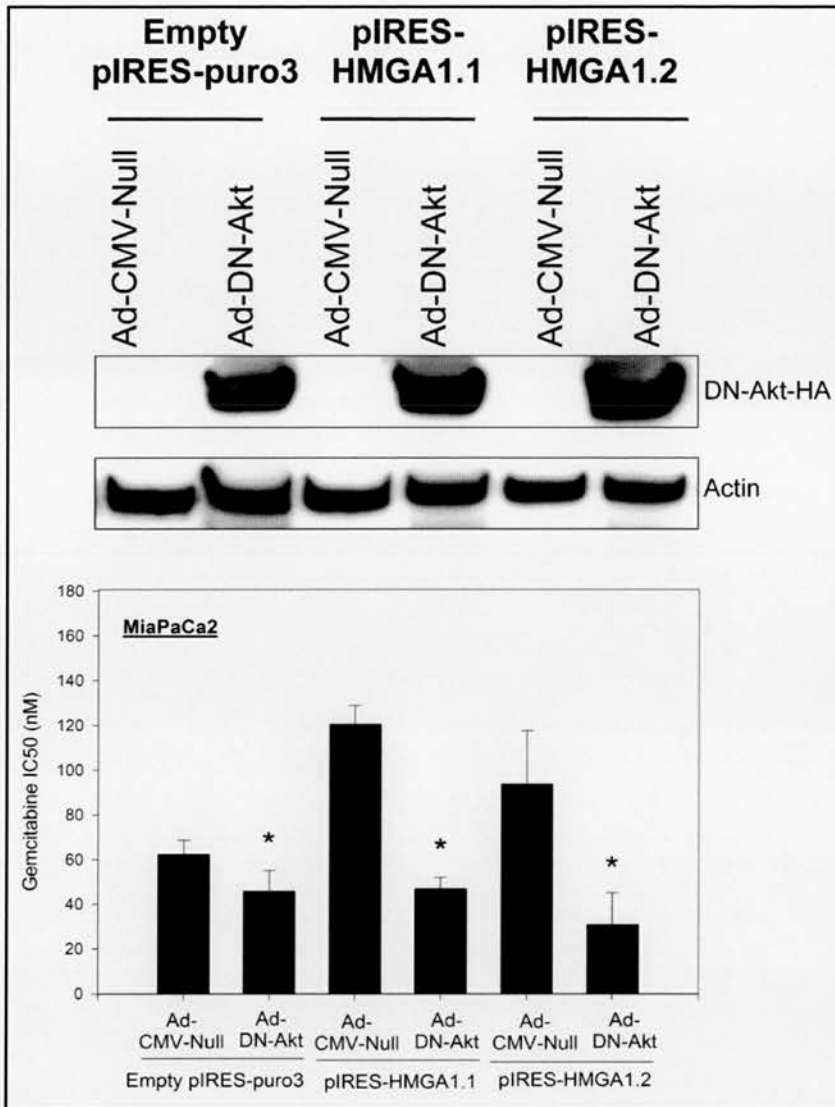 Empty pIRES-puro3
pIRES-HMGA1.1
pIRES-HMGA1.2
Ad-CMV-Null
Ad-DN-Akt
Ad-CMV-Null
Ad-DN-Akt
Ad-CMV-Null
Ad-DN-Akt
DN-Akt-HA
Actin
180
160
140
120
100
80
60
40
20
0
Gemcitabine IC50 (nM)
MiaPaCa2
*
*
*
Ad-CMV-Null
Ad-DN-Akt
Ad-CMV-Null
Ad-DN-Akt
Ad-CMV-Null
Ad-DN-Akt
Empty pIRES-puro3
pIRES-HMGA1.1
pIRES-HMGA1.2